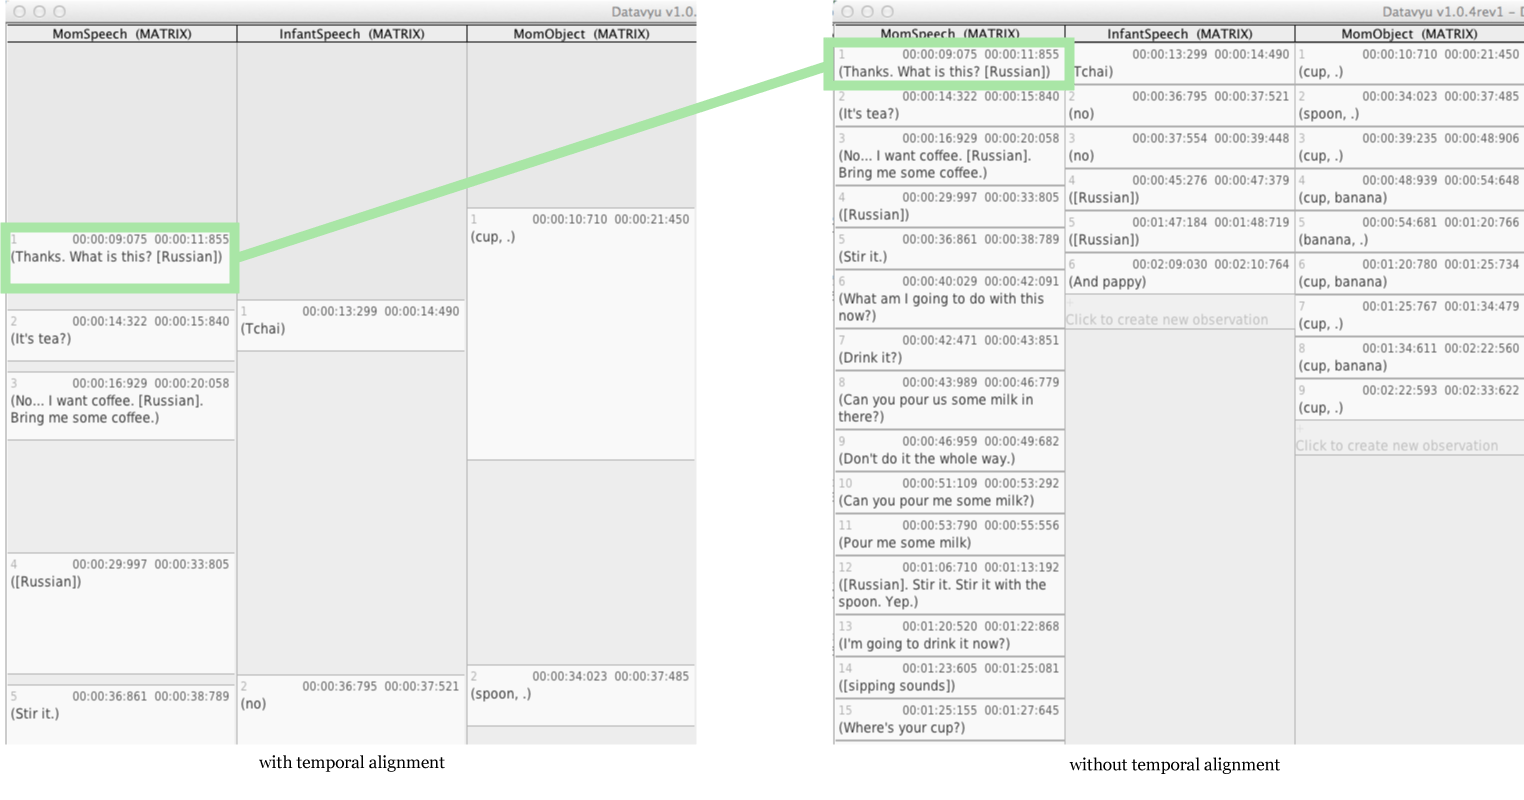 Datavyu v1.0.
MomSpeech (MATRIX)
InfantSpeech (MATRIX)
MomObject (MATRIX)
1 00:00:09:075 00:00:11:855
(Thanks. What is this? [Russian])
2 00:00:14:322 00:00:15:840
(It's tea?)
3 00:00:16:929 00:00:20:058
(No... I want coffee. [Russian].
Bring me some coffee.)
4 00:00:29:997 00:00:33:805
([Russian])
5 00:00:36:861 00:00:38:789
(Stir it.)
1 00:00:13:299 00:00:14:490
(Tchai)
2 00:00:36:795 00:00:37:521
(no)
1 00:00:10:710 00:00:21:450
(cup, .)
2 00:00:34:023 00:00:37:485
(spoon, .)
with temporal alignment
Datavyu v1.0.4rev1 –
MomSpeech (MATRIX)
InfantSpeech (MATRIX)
MomObject (MATRIX)
1 00:00:09:075 00:00:11:855
(Thanks. What is this? [Russian])
2 00:00:14:322 00:00:15:840
(It's tea?)
3 00:00:16:929 00:00:20:058
(No... I want coffee. [Russian].
Bring me some coffee.)
4 00:00:29:997 00:00:33:805
([Russian])
5 00:00:36:861 00:00:38:789
(Stir it.)
6 00:00:40:029 00:00:42:091
(What am I going to do with this
now?)
7 00:00:42:471 00:00:43:851
(Drink it?)
8 00:00:43:989 00:00:46:779
(Can you pour us some milk in
there?)
9 00:00:46:959 00:00:49:682
(Don't do it the whole way.)
10 00:00:51:109 00:00:53:292
(Can you pour me some milk?)
11 00:00:53:790 00:00:55:556
(Pour me some milk)
12 00:01:06:710 00:01:13:192
([Russian]. Stir it. Stir it with the
spoon. Yep.)
13 00:01:20:520 00:01:22:868
(I'm going to drink it now?)
14 00:01:23:605 00:01:25:081
([sipping sounds])
15 00:01:25:155 00:01:27:645
(Where's your cup?)
00:00:13:299 00:00:14:490
Tchai)
2 00:00:36:795 00:00:37:521
(no)
3 00:00:37:554 00:00:39:448
(no)
4 00:00:45:276 00:00:47:379
([Russian])
5 00:01:47:184 00:01:48:719
([Russian])
6 00:02:09:030 00:02:10:764
(And pappy)
+
Click to create new observation
1 00:00:10:710 00:00:21:450
(cup, .)
2 00:00:34:023 00:00:37:485
(spoon, .)
3 00:00:39:235 00:00:48:906
(cup, .)
4 00:00:48:939 00:00:54:648
(cup, banana)
5 00:00:54:681 00:01:20:766
(banana, .)
6 00:01:20:780 00:01:25:734
(cup, banana)
7 00:01:25:767 00:01:34:479
(cup, .)
8 00:01:34:611 00:02:22:560
(cup, banana)
9 00:02:22:593 00:02:33:622
(cup, .)
+
Click to create new observation
without temporal alignment